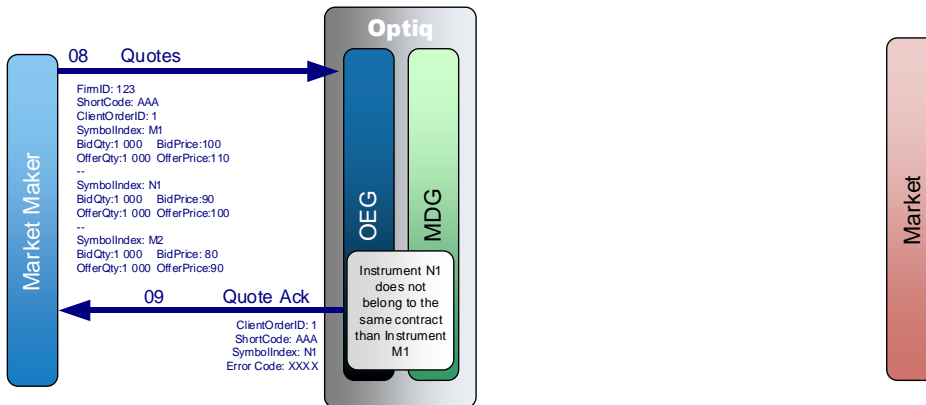 Optiq
08 Quotes
FirmID: 123
ShortCode: AAA
ClientOrderID: 1
SymbolIndex: M1
BidQty:1 000 BidPrice:100
OfferQty:1 000 OfferPrice:110
--
SymbolIndex: N1
BidQty:1 000 BidPrice:90
OfferQty:1 000 OfferPrice:100
--
SymbolIndex: M2
BidQty:1 000 BidPrice: 80
OfferQty:1 000 OfferPrice:90
Market Maker
OEG
MDG
Market
Instrument N1
does not
belong to the
same contract
than Instrument
M1
09 Quote Ack
ClientOrderID: 1
ShortCode: AAA
SymbolIndex: N1
Error Code: XXXX